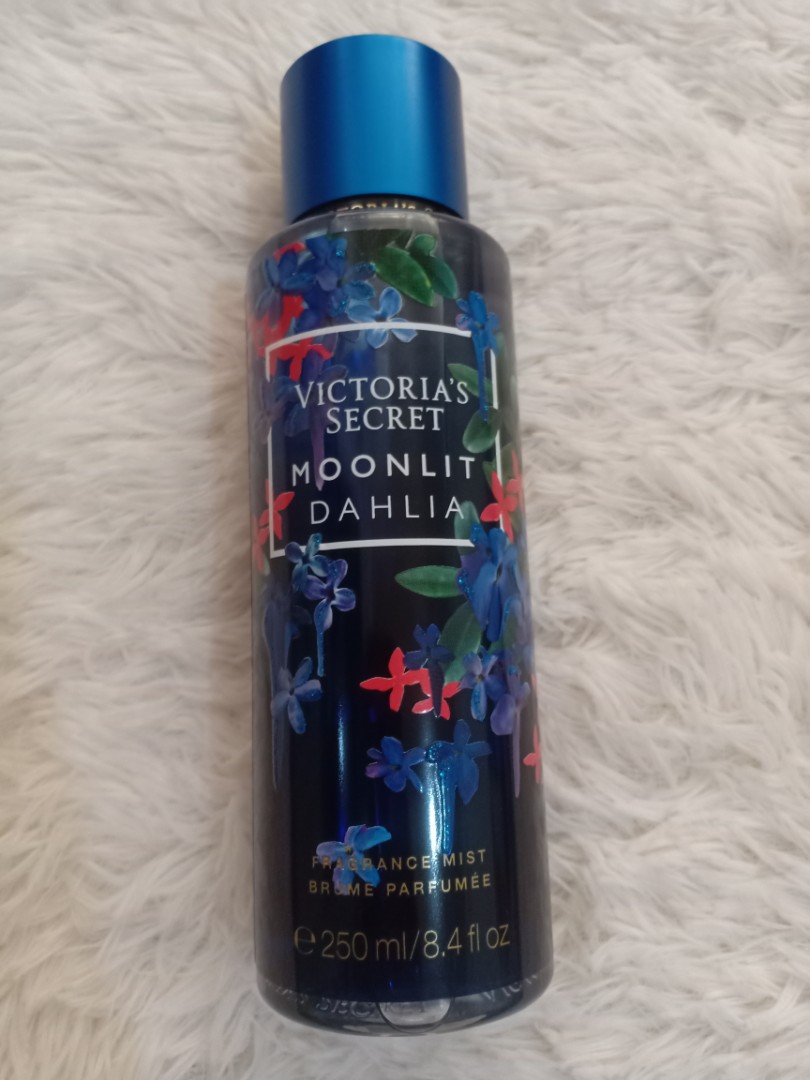 VICTORIA'S
SECRET
MOONLIT
DAHLIA
FRAGRANCE MIST
BRUME PARFUMÉE
℮ 250 ml/8.4 fl oz